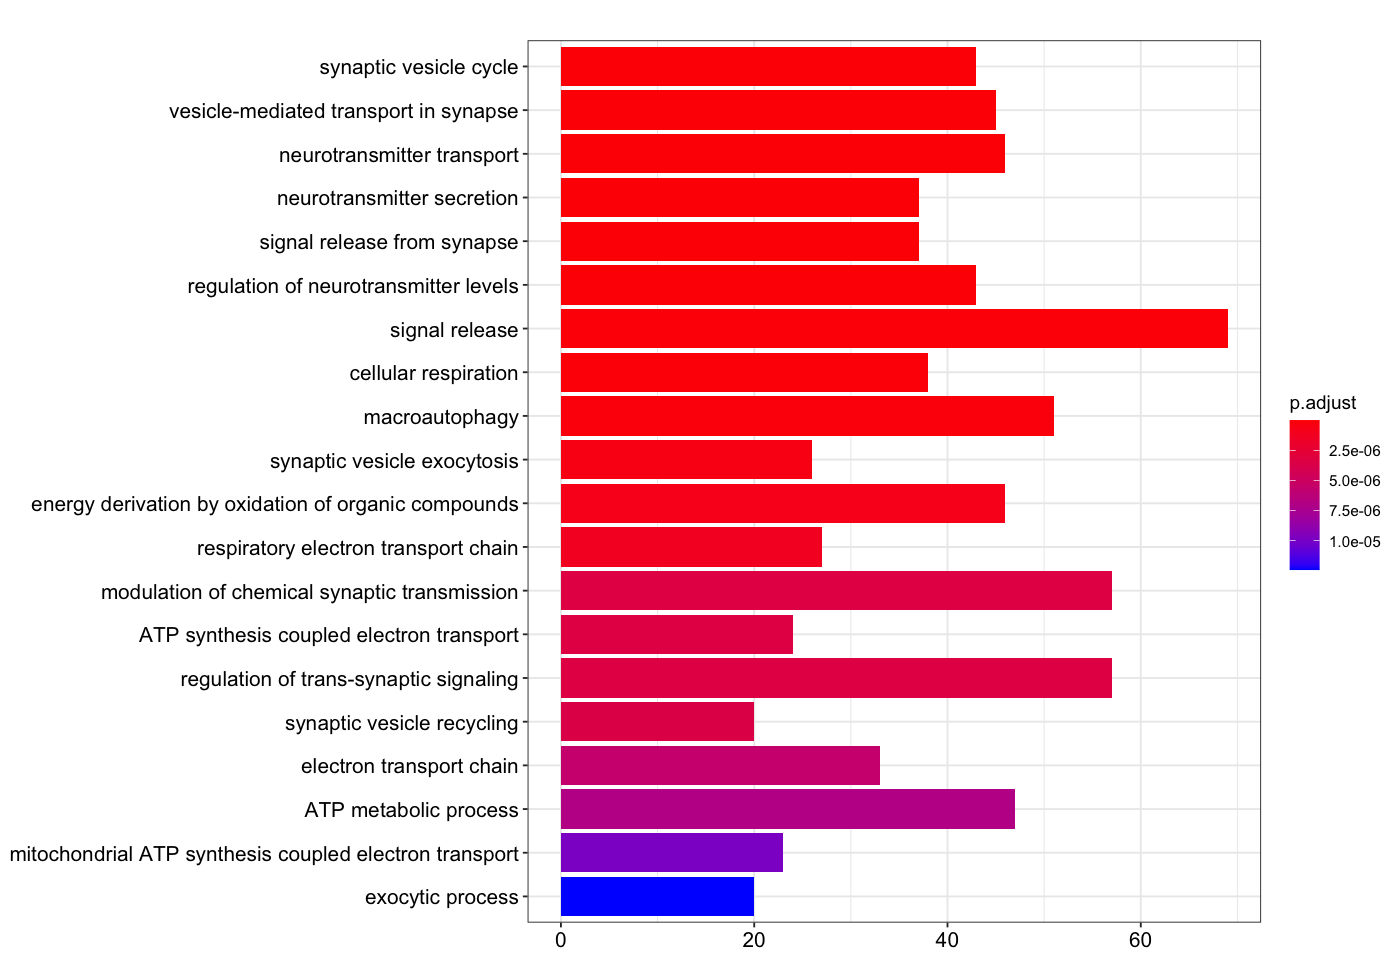 synaptic vesicle cycle
vesicle-mediated transport in synapse
neurotransmitter transport
neurotransmitter secretion
signal release from synapse
regulation of neurotransmitter levels
signal release
cellular respiration
macroautophagy
synaptic vesicle exocytosis
energy derivation by oxidation of organic compounds
respiratory electron transport chain
modulation of chemical synaptic transmission
ATP synthesis coupled electron transport
regulation of trans-synaptic signaling
synaptic vesicle recycling
electron transport chain
ATP metabolic process
mitochondrial ATP synthesis coupled electron transport
exocytic process
0 20 40 60
p.adjust
2.5e-06
5.0e-06
7.5e-06
1.0e-05